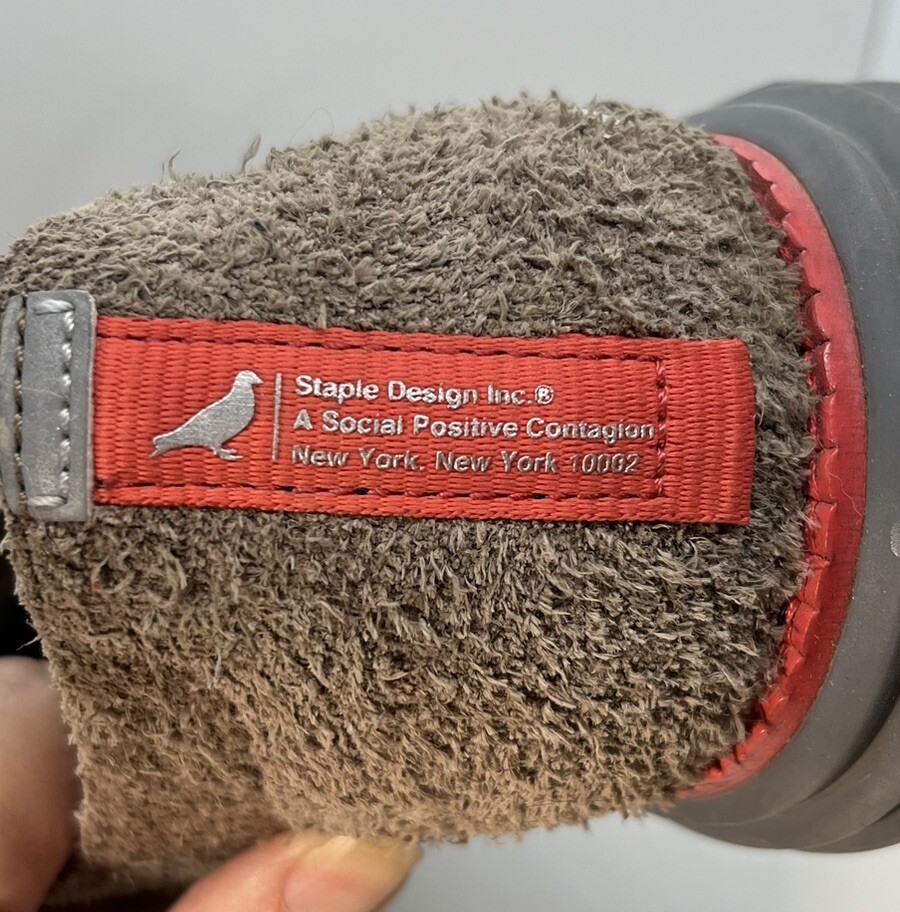 Staple Design Inc.®
A Social Positive Contagion
New York. New York 10002